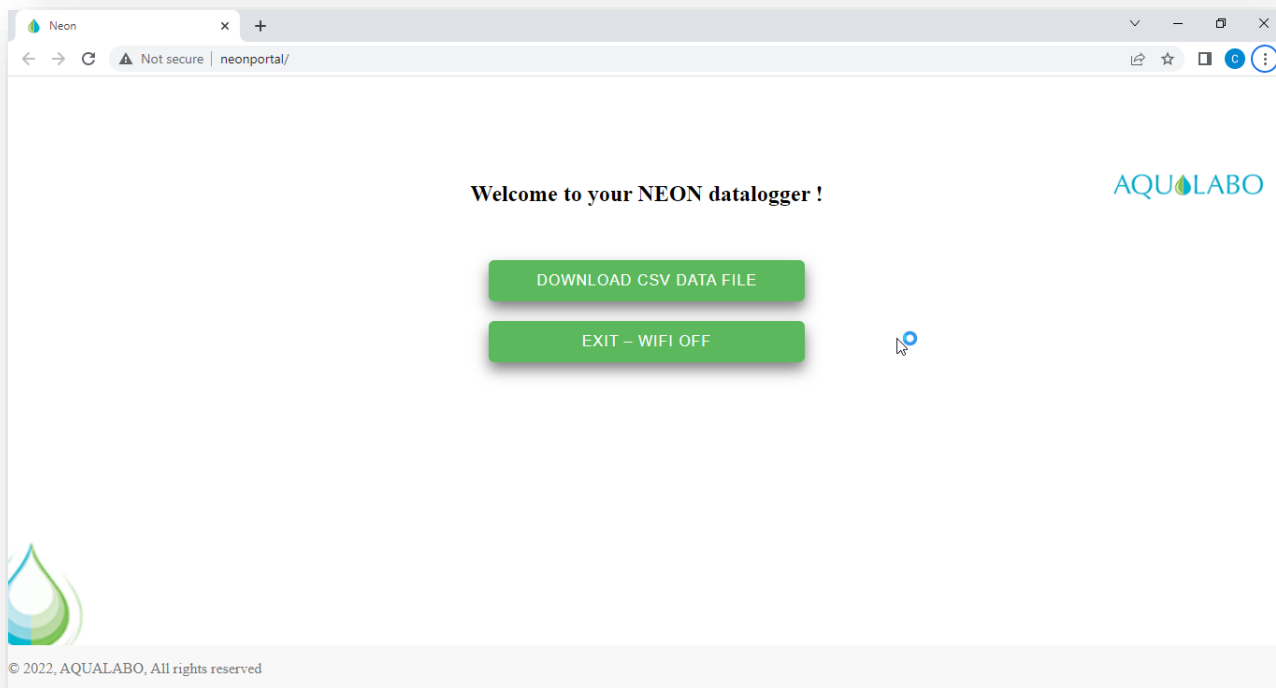 Neon
Not secure neonportal/
C
Welcome to your NEON datalogger !
AQUALABO
DOWNLOAD CSV DATA FILE
EXIT – WIFI OFF
© 2022, AQUALABO, All rights reserved